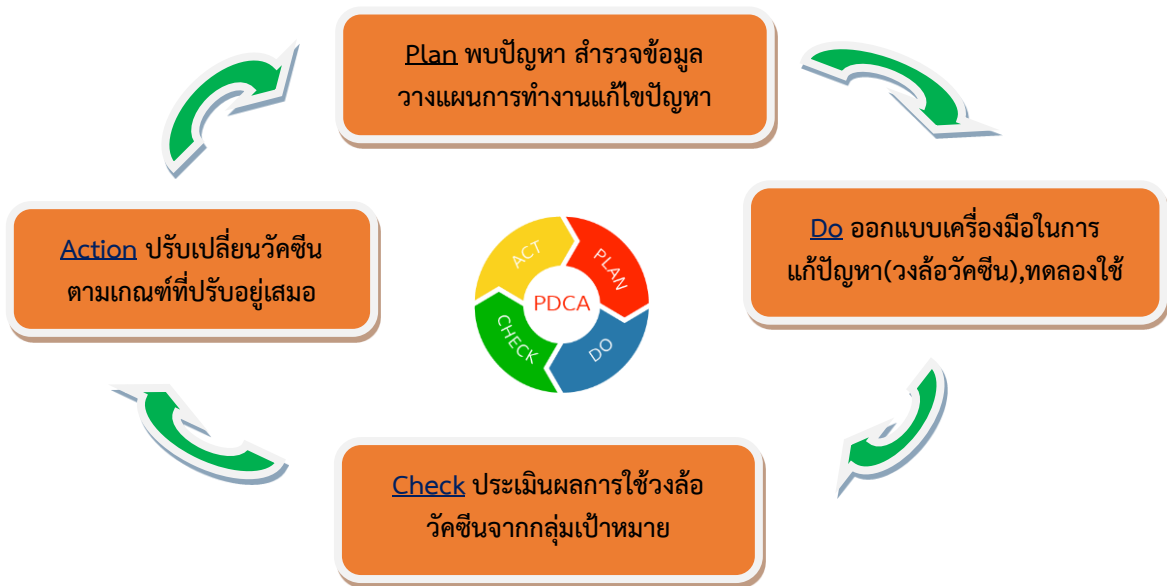 Plan พบปัญหา สำรวจข้อมูล
วางแผนการทำงานแก้ไขปัญหา
Action ปรับเปลี่ยนวัคซีน
ตามเกณฑ์ที่ปรับอยู่เสมอ
ACT
PLAN
PDCA
CHECK
DO
Do ออกแบบเครื่องมือในการ
แก้ปัญหา(วงล้อวัคซีน),ทดลองใช้
Check ประเมินผลการใช้วงล้อ
วัคซีนจากกลุ่มเป้าหมาย